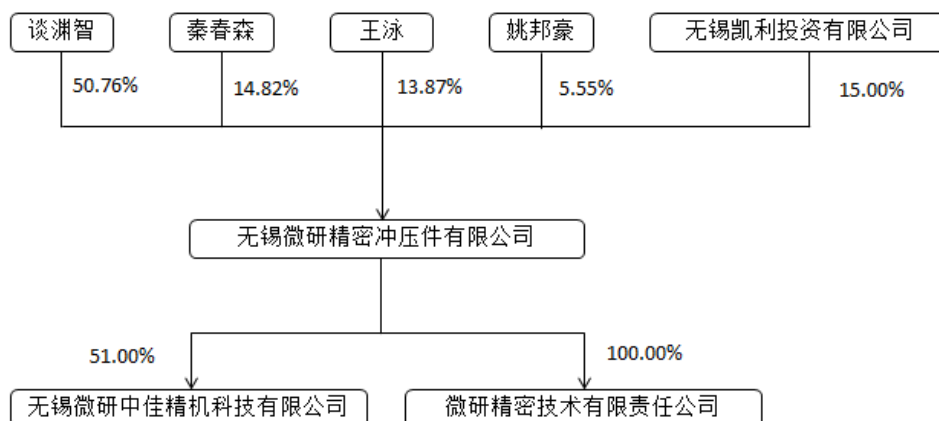 谈渊智
秦春森
王泳
姚邦豪
无锡凯利投资有限公司
50.76%
14.82%
13.87%
5.55%
15.00%
无锡微研精密冲压件有限公司
51.00%
100.00%
无锡微研中佳精机科技有限公司
微研精密技术有限责任公司